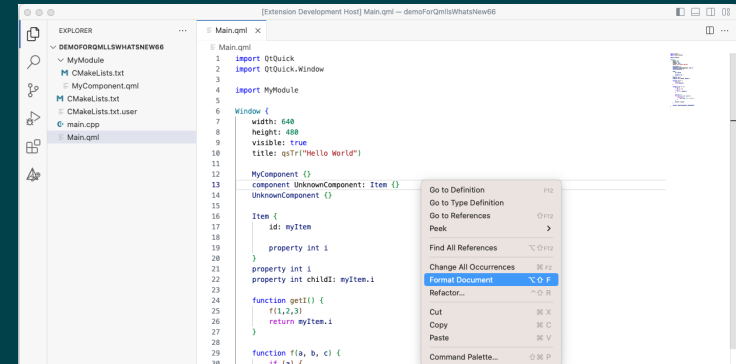 [Extension Development Host] Main.qml — demoForQmllsWhatsNew66
EXPLORER
DEMOFORQMLLSWHATSNEW66
MyModule
M CMakeLists.txt
MyComponent.qml
M CMakeLists.txt
CMakeLists.txt.user
main.cpp
Main.qml
Main.qml ×
Main.qml
1 import QtQuick
2 import QtQuick.Window
3
4 import MyModule
5
6 Window {
7 width: 640
8 height: 480
9 visible: true
10 title: qsTr("Hello World")
11
12 MyComponent {}
13 component UnknownComponent: Item {}
14 UnknownComponent {}
15
16 Item {
17 id: myItem
18
19 property int i
20 }
21 property int i
22 property int childI: myItem.i
23
24 function getI() {
25 f(1,2,3)
26 return myItem.i
27 }
28
29 function f(a, b, c) {
30 if (a) {
Go to Definition F12
Go to Type Definition
Go to References ⇧F12
Peek >
Find All References ⌥⇧F12
Change All Occurrences ⌘ F2
Format Document ⌥⇧ F
Refactor... ^⇧ R
Cut ⌘ X
Copy ⌘ C
Paste ⌘ V
Command Palette... ⇧⌘ P